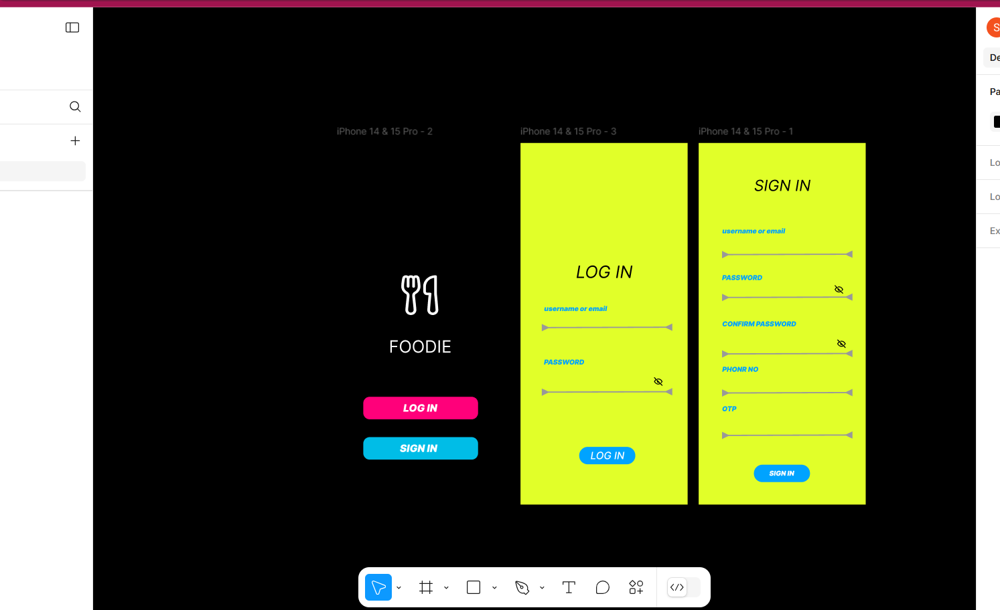 S
De
Pa
Lo
Lo
Ex
iPhone 14 & 15 Pro - 2
FOODIE
LOG IN
SIGN IN
iPhone 14 & 15 Pro - 3
LOG IN
username or email
PASSWORD
LOG IN
iPhone 14 & 15 Pro - 1
SIGN IN
username or email
PASSWORD
CONFIRM PASSWORD
PHONR NO
OTP
SIGN IN